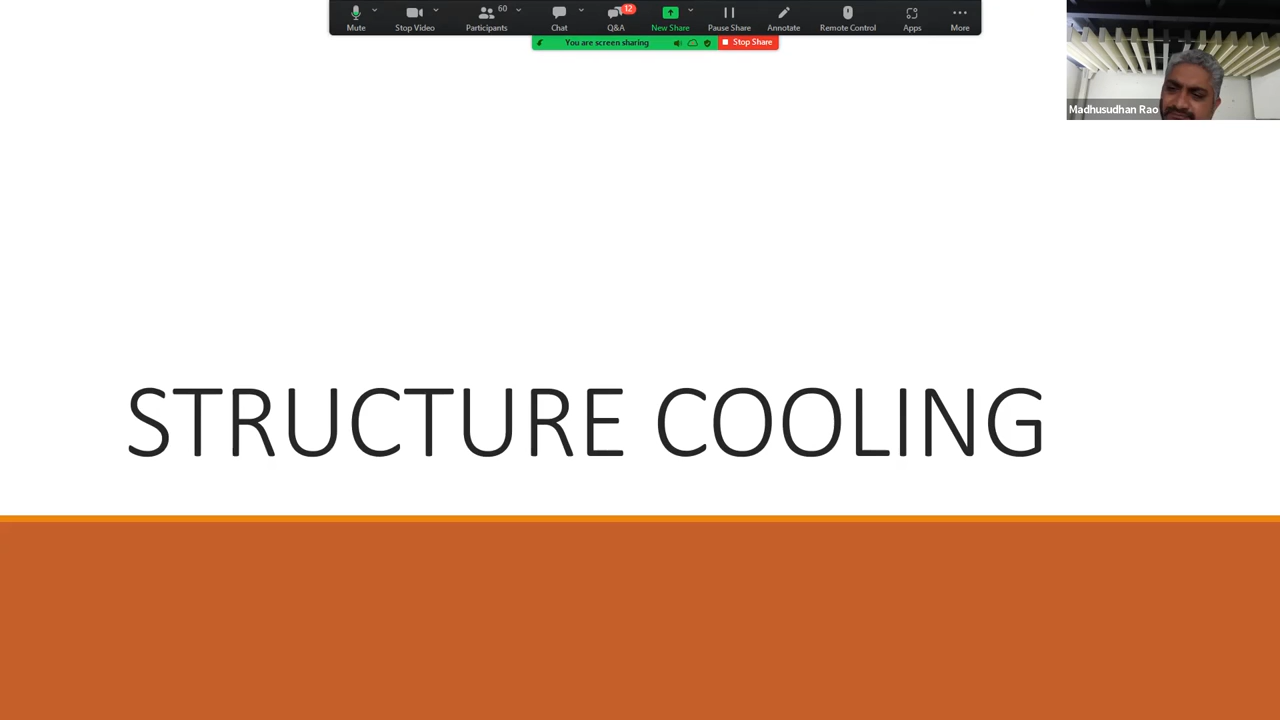 60
12
Mute
Stop Video
Participants
Chat
Q&A
New Share
Pause Share
Annotate
Remote Control
Apps
More
You are screen sharing
Stop Share
Madhusudhan Rao
STRUCTURE COOLING